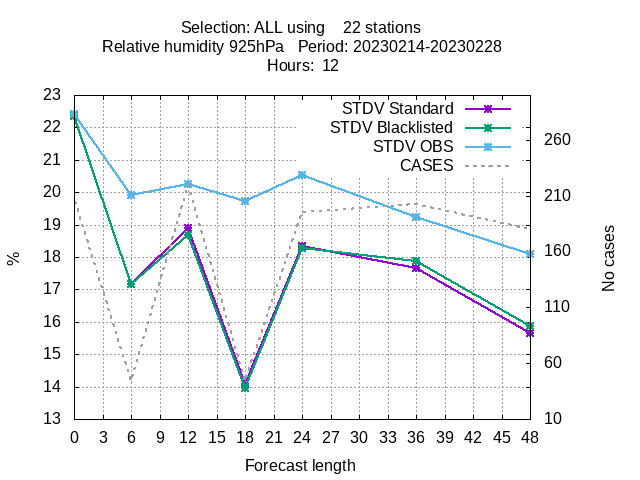 Selection: ALL using 22 stations
Relative humidity 925hPa Period: 20230214-20230228
Hours: 12
STDV Standard
STDV Blacklisted
STDV OBS
CASES
23
22
21
20
19
18
17
16
15
14
13
%
260
210
160
110
60
10
No cases
0 3 6 9 12 15 18 21 24 27 30 33 36 39 42 45 48
Forecast length